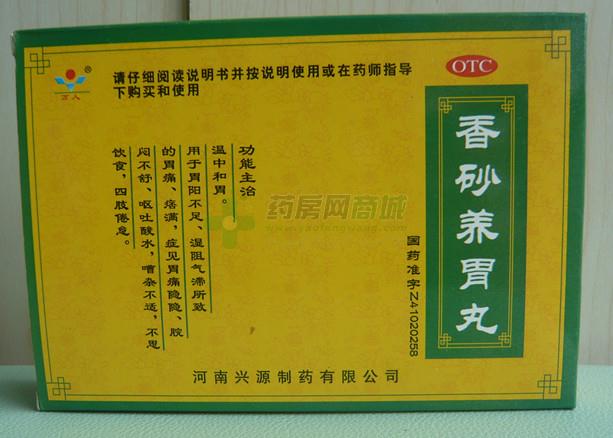 百人
®
请仔细阅读说明书并按说明使用或在药师指导
下购买和使用
OTC
香砂养胃丸
国药准字Z41020258
功能主治
温中和胃。
用于胃阳不足、湿阻气滞所致
的胃痛、痞满,症见胃痛隐隐、脘
闷不舒、呕吐酸水,嘈杂不适,不思
饮食,四肢倦怠。
药房网商城
www.yaofangwang.com
河南兴源制药有限公司